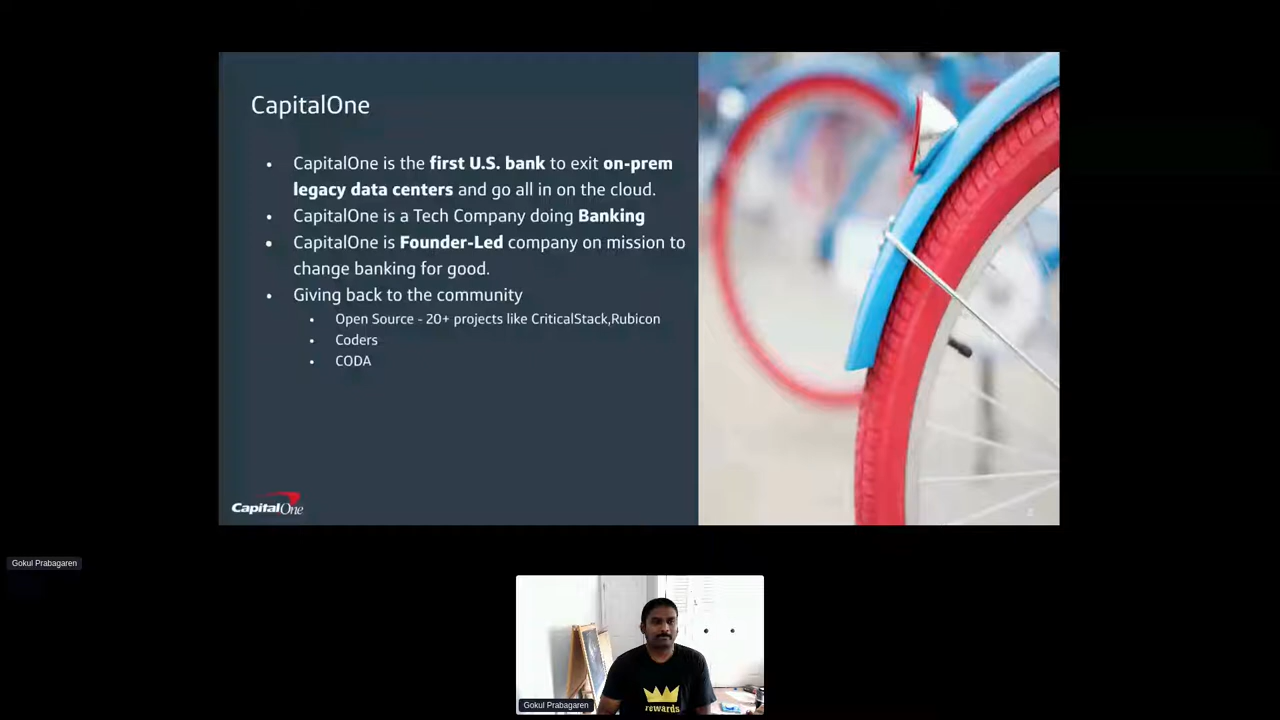 CapitalOne
• CapitalOne is the first U.S. bank to exit on-prem
legacy data centers and go all in on the cloud.
• CapitalOne is a Tech Company doing Banking
• CapitalOne is Founder-Led company on mission to
change banking for good.
• Giving back to the community
• Open Source - 20+ projects like CriticalStack,Rubicon
• Coders
• CODA
CapitalOne
Gokul Prabagaren
rewards
Gokul Prabagaren